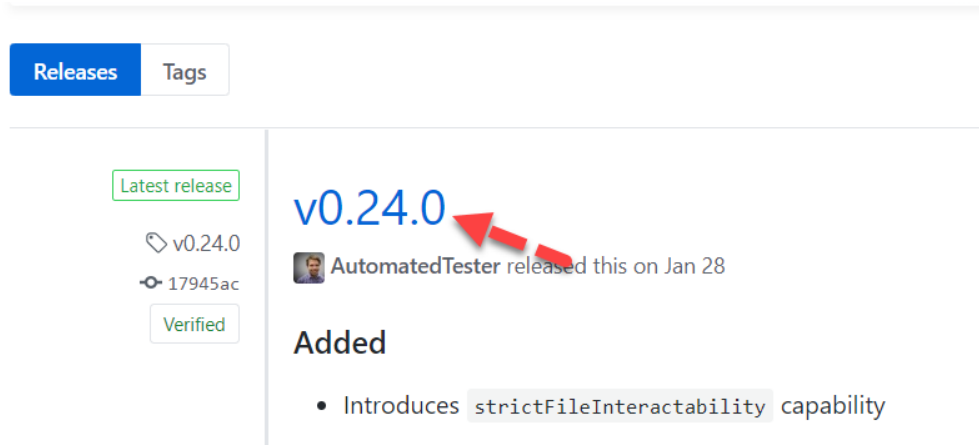 Releases
Tags
Latest release
v0.24.0
17945ac
Verified
v0.24.0
AutomatedTester released this on Jan 28
Added
• Introduces strictFileInteractability capability